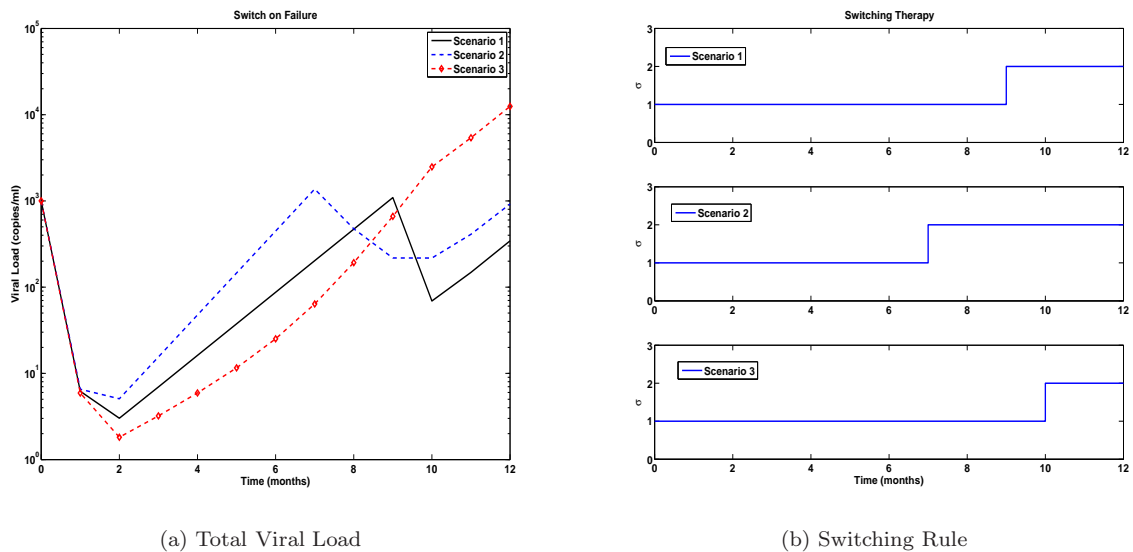 Switch on Failure
Viral Load (copies/ml)
10^5
10^4
10^3
10^2
10^1
10^0
Scenario 1
Scenario 2
Scenario 3
0 2 4 6 8 10 12
Time (months)
(a) Total Viral Load
Switching Therapy
σ
3
2
1
0
Scenario 1
0 2 4 6 8 10 12
σ
3
2
1
0
Scenario 2
0 2 4 6 8 10 12
σ
3
2
1
0
Scenario 3
0 2 4 6 8 10 12
Time (months)
(b) Switching Rule